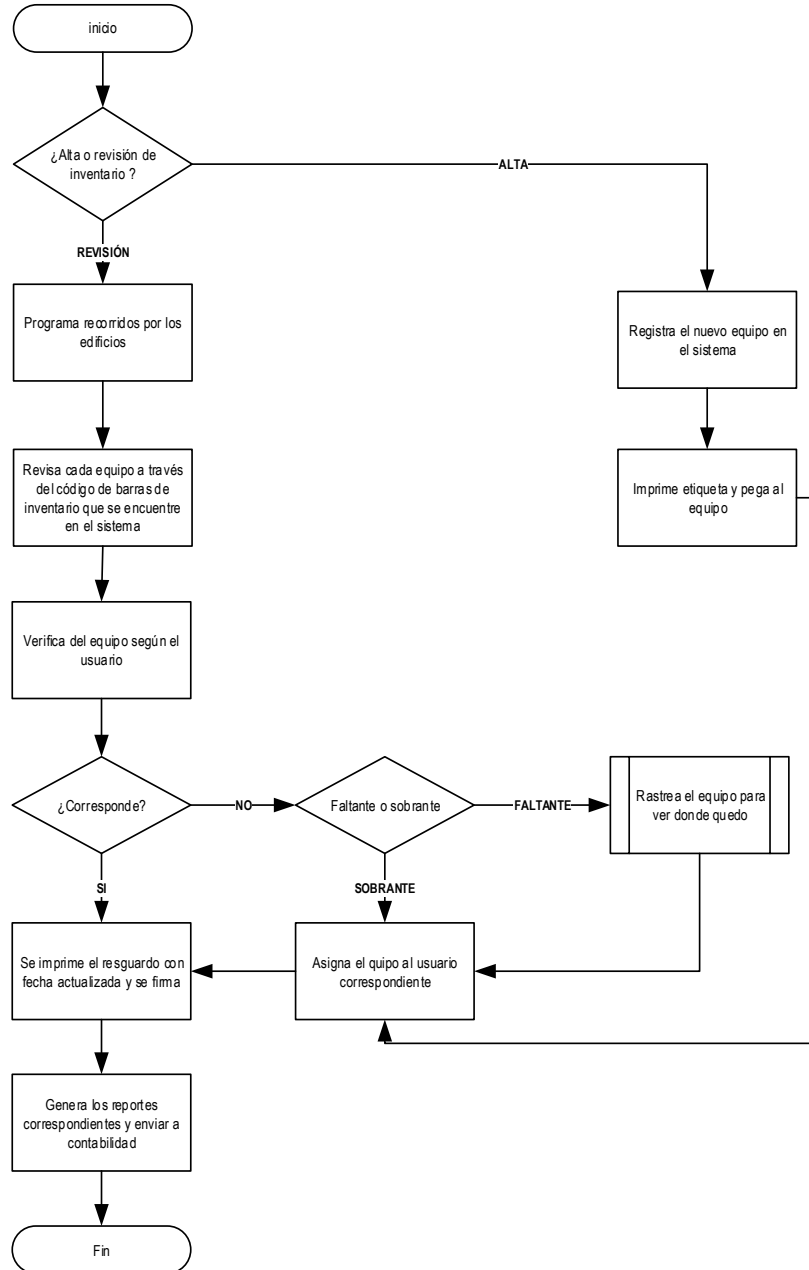 inicio
¿Alta o revisión de
inventario ?
ALTA
REVISIÓN
Programa recorridos por los
edificios
Registra el nuevo equipo en
el sistema
Revisa cada equipo a través
del código de barras de
inventario que se encuentre
en el sistema
Imprime etiqueta y pega al
equipo
Verifica del equipo según el
usuario
¿Corresponde?
NO
Faltante o sobrante
FALTANTE
Rastrea el equipo para
ver donde quedo
SI
SOBRANTE
Se imprime el resguardo con
fecha actualizada y se firma
Asigna el quipo al usuario
correspondiente
Genera los reportes
correspondientes y enviar a
contabilidad
Fin